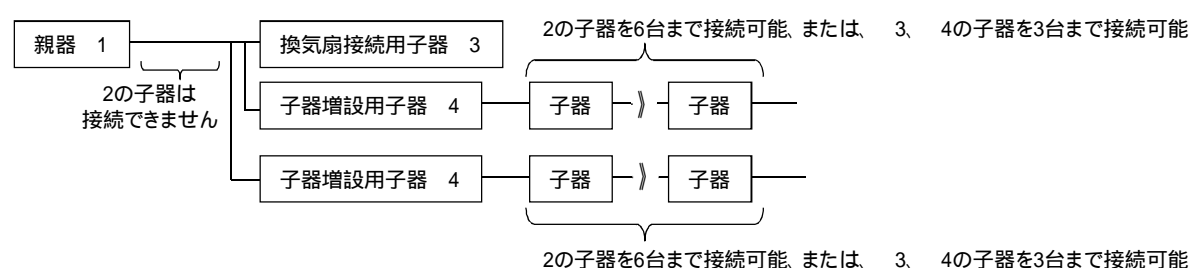 2の子器を6台まで接続可能、または、 3、 4の子器を3台まで接続可能
親器 1
換気扇接続用子器 3
2の子器は
接続できません
子器増設用子器 4
子器
子器
子器増設用子器 4
子器
子器
2の子器を6台まで接続可能、または、 3、 4の子器を3台まで接続可能